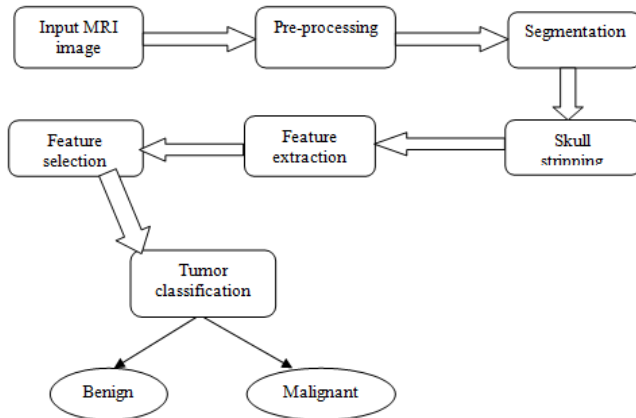 Input MRI
image
Pre-processing
Segmentation
Feature
selection
Feature
extraction
Skull
stripping
Tumor
classification
Benign
Malignant